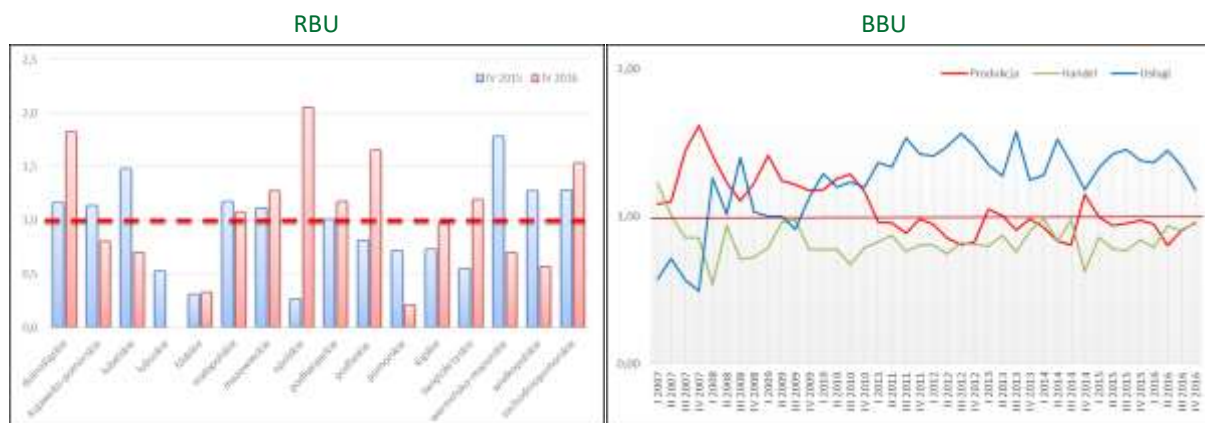 RBU
BBU
2,5
2,0
1,5
1,0
0,5
0,0
IV 2015
IV 2016
dolnośląskie
kujawsko-pomorskie
lubelskie
lubuskie
łódzkie
małopolskie
mazowieckie
opolskie
podkarpackie
podlaskie
pomorskie
śląskie
świętokrzyskie
warmińsko-mazurskie
wielkopolskie
zachodniopomorskie
Produkcja
Handel
Usługi
1,00
0,00
I 2007
II 2007
III 2007
IV 2007
I 2008
II 2008
III 2008
IV 2008
I 2009
II 2009
III 2009
IV 2009
I 2010
II 2010
III 2010
IV 2010
I 2011
II 2011
III 2011
IV 2011
I 2012
II 2012
III 2012
IV 2012
I 2013
II 2013
III 2013
IV 2013
I 2014
II 2014
III 2014
IV 2014
I 2015
II 2015
III 2015
IV 2015
I 2016
II 2016
III 2016
IV 2016